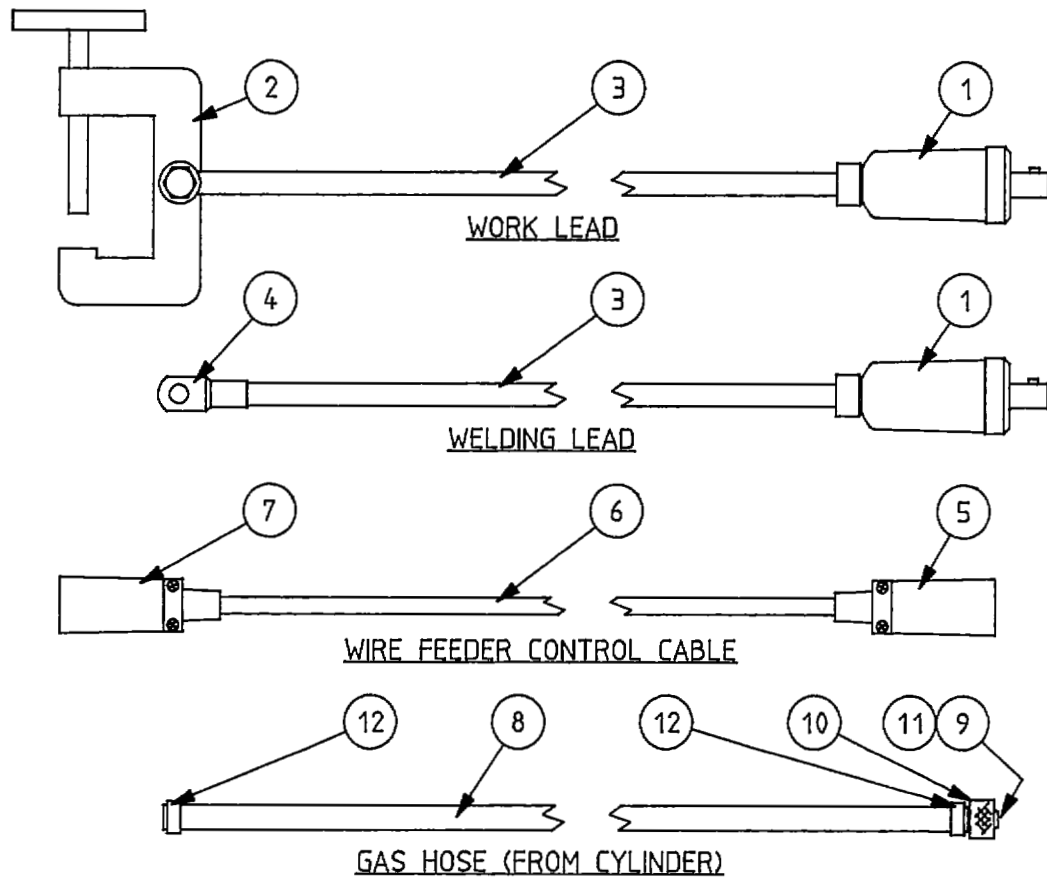 2 3 1
WORK LEAD
4 3 1
WELDING LEAD
7 6 5
WIRE FEEDER CONTROL CABLE
12 8 12 10 11 9
GAS HOSE (FROM CYLINDER)